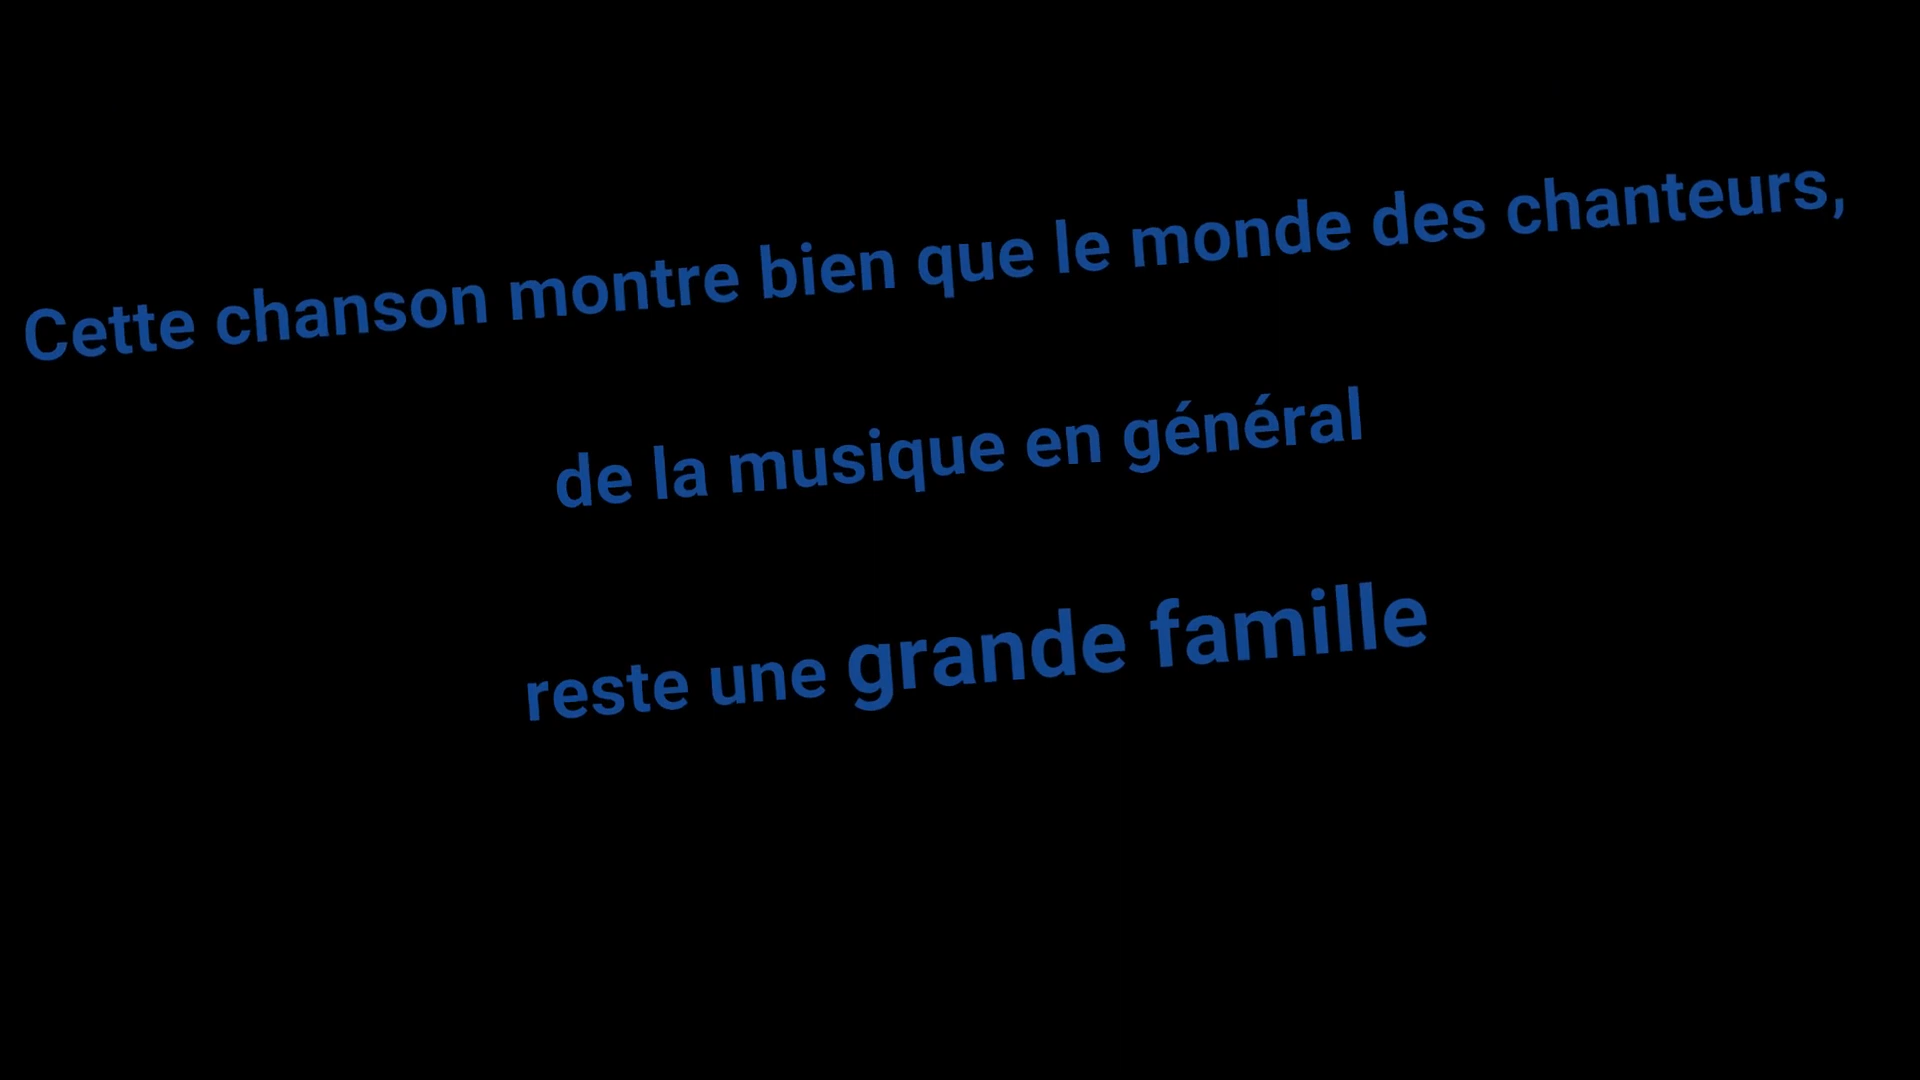 Cette chanson montre bien que le monde des chanteurs,
de la musique en général
reste une grande famille